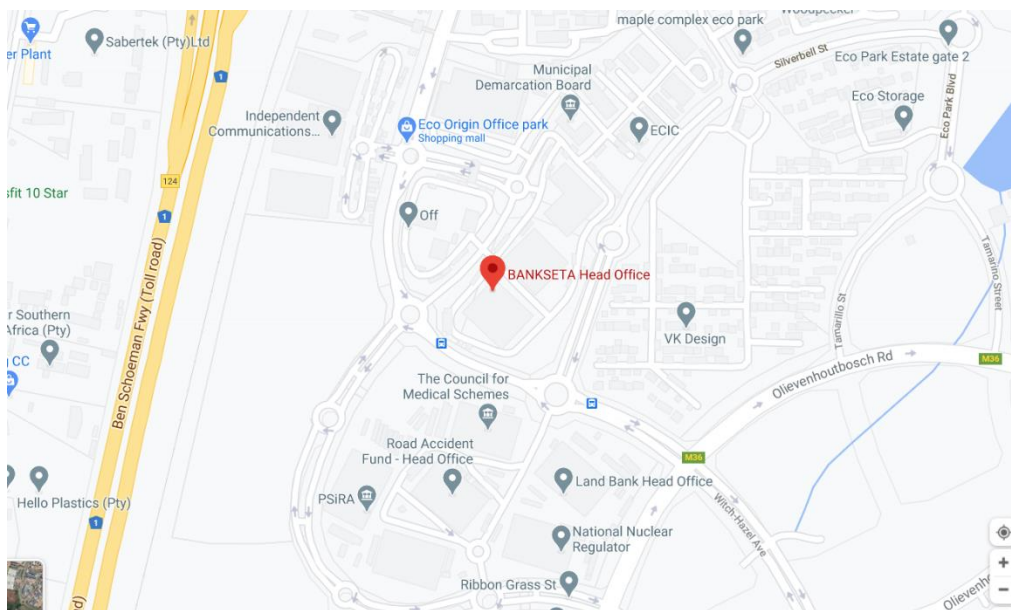 maple complex eco park
Sabertek (Pty)Ltd
er Plant
1
Silverbell St
Eco Park Estate gate 2
Municipal
Demarcation Board
Eco Storage
Independent
Communications...
Eco Origin Office park
Shopping mall
ECIC
Eco Park Blvd
124
sfit 10 Star
1
Off
Ben Schoeman Fwy (Toll road)
BANKSETA Head Office
Tamarino Street
Tamarillo St
r Southern
Africa (Pty)
VK Design
CC
M36
Olievenhoutbosch Rd
The Council for
Medical Schemes
Road Accident
Fund - Head Office
M36
Land Bank Head Office
PSiRA
Hello Plastics (Pty)
1
Witch-Hazel Ave
National Nuclear
Regulator
Ribbon Grass St
Olievenho
d)
+
−